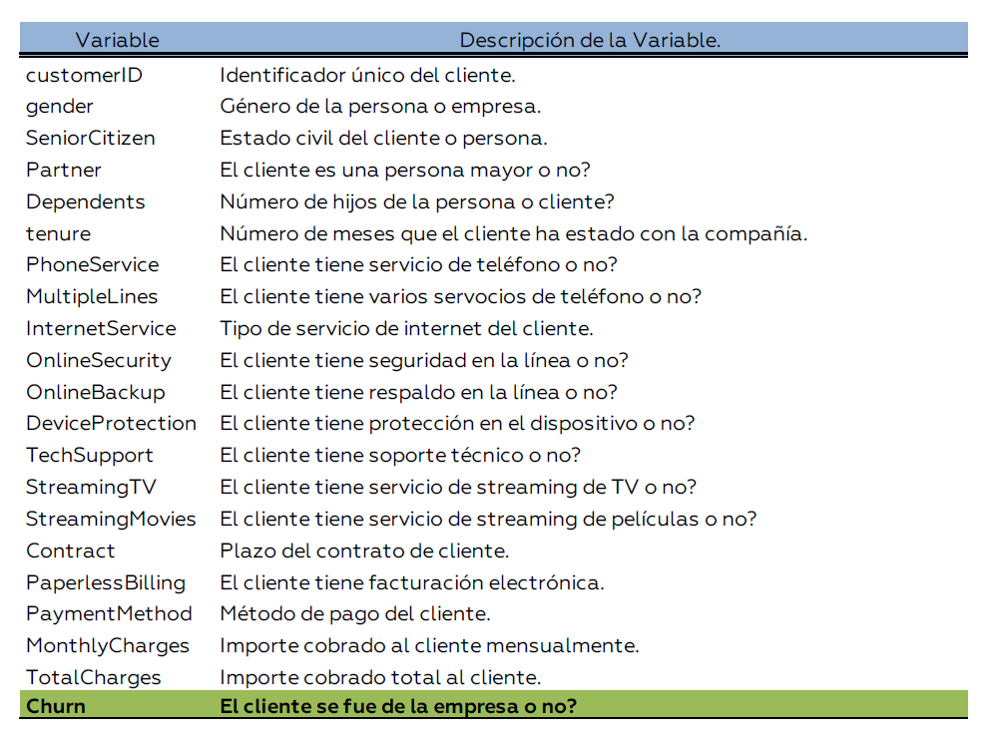 Variable Descripción de la Variable.
customerID Identificador único del cliente.
gender Género de la persona o empresa.
SeniorCitizen Estado civil del cliente o persona.
Partner El cliente es una persona mayor o no?
Dependents Número de hijos de la persona o cliente?
tenure Número de meses que el cliente ha estado con la compañía.
PhoneService El cliente tiene servicio de teléfono o no?
MultipleLines El cliente tiene varios servocios de teléfono o no?
InternetService Tipo de servicio de internet del cliente.
OnlineSecurity El cliente tiene seguridad en la línea o no?
OnlineBackup El cliente tiene respaldo en la línea o no?
DeviceProtection El cliente tiene protección en el dispositivo o no?
TechSupport El cliente tiene soporte técnico o no?
StreamingTV El cliente tiene servicio de streaming de TV o no?
StreamingMovies El cliente tiene servicio de streaming de películas o no?
Contract Plazo del contrato de cliente.
PaperlessBilling El cliente tiene facturación electrónica.
PaymentMethod Método de pago del cliente.
MonthlyCharges Importe cobrado al cliente mensualmente.
TotalCharges Importe cobrado total al cliente.
Churn El cliente se fue de la empresa o no?